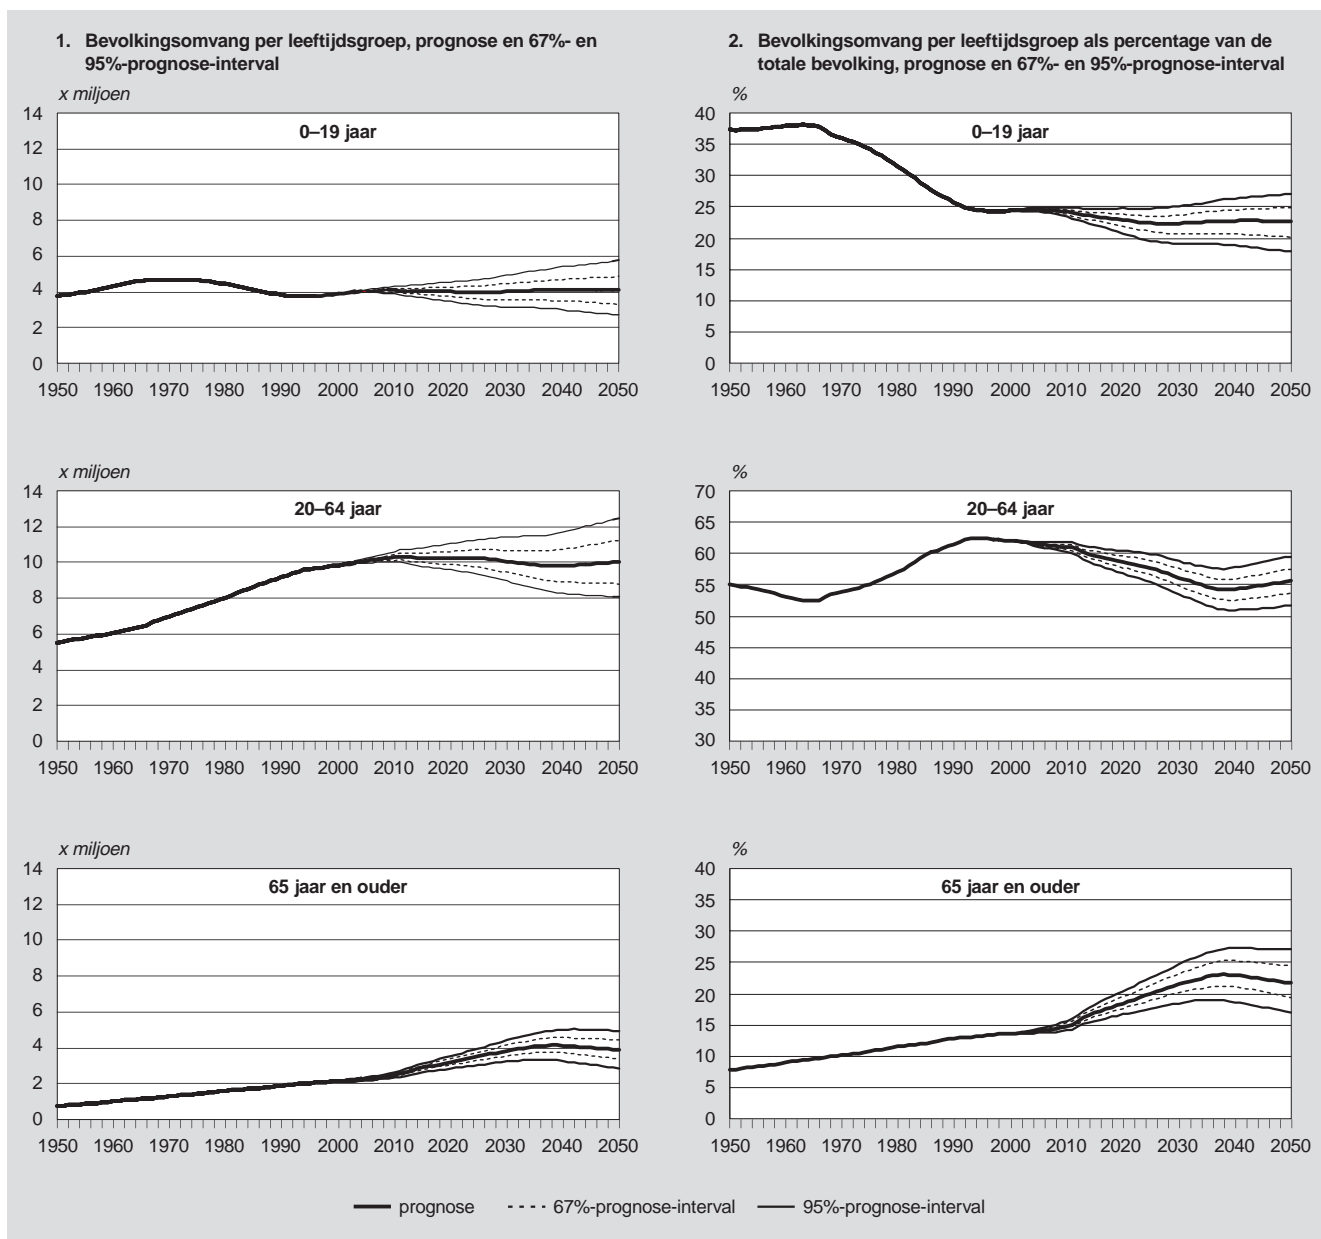 1. Bevolkingsomvang per leeftijdsgroep, prognose en 67%- en
95%-prognose-interval
x miljoen
0–19 jaar
14
12
10
8
6
4
2
0
1950 1960 1970 1980 1990 2000 2010 2020 2030 2040 2050
x miljoen
20–64 jaar
14
12
10
8
6
4
2
0
1950 1960 1970 1980 1990 2000 2010 2020 2030 2040 2050
x miljoen
65 jaar en ouder
14
12
10
8
6
4
2
0
1950 1960 1970 1980 1990 2000 2010 2020 2030 2040 2050
2. Bevolkingsomvang per leeftijdsgroep als percentage van de
totale bevolking, prognose en 67%- en 95%-prognose-interval
%
0–19 jaar
40
35
30
25
20
15
10
5
0
1950 1960 1970 1980 1990 2000 2010 2020 2030 2040 2050
%
20–64 jaar
70
65
60
55
50
45
40
35
30
1950 1960 1970 1980 1990 2000 2010 2020 2030 2040 2050
%
65 jaar en ouder
40
35
30
25
20
15
10
5
0
1950 1960 1970 1980 1990 2000 2010 2020 2030 2040 2050
prognose 67%-prognose-interval 95%-prognose-interval